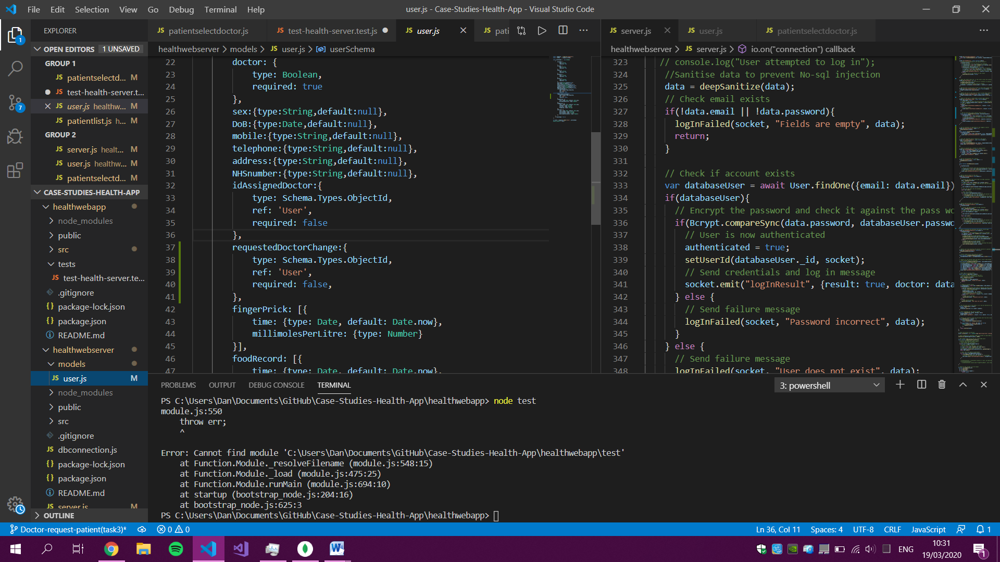 File Edit Selection View Go Debug Terminal Help
user.js - Case-Studies-Health-App - Visual Studio Code
EXPLORER
OPEN EDITORS 1 UNSAVED
GROUP 1
JS patientselectd... M
JS test-health-server.t...
JS user.js healthw... M
JS patientlist.js h... M
GROUP 2
JS server.js healt... M
JS user.js healthw... M
JS patientselectd... M
CASE-STUDIES-HEALTH-APP
healthwebapp
node_modules
public
src
tests
JS test-health-server.te...
.gitignore
{} package-lock.json
{} package.json
README.md
healthwebserver
models
JS user.js M
node_modules
public
src
.gitignore
JS dbconnection.js
{} package-lock.json
{} package.json
README.md
JS server.js M
OUTLINE
JS patientselectdoctor.js JS test-health-server.test.js JS user.js JS pati
healthwebserver > models > JS user.js > userSchema
22 doctor: {
23 type: Boolean,
24 required: true
25 },
26 sex:{type:String,default:null},
27 DoB:{type:Date,default:null},
28 mobile:{type:String,default:null},
29 telephone:{type:String,default:null},
30 address:{type:String,default:null},
31 NHSnumber:{type:String,default:null},
32 idAssignedDoctor:{
33 type: Schema.Types.ObjectId,
34 ref: 'User',
35 required: false
36 },
37 requestedDoctorChange:{
38 type: Schema.Types.ObjectId,
39 ref: 'User',
40 required: false,
41 },
42 fingerPrick: [{
43 time: {type: Date, default: Date.now},
44 millimolesPerLitre: {type: Number}
45 }],
46 foodRecord: [{
47 time: {type: Date, default: Date.now},
JS server.js JS user.js JS patientselectdoctor.js
healthwebserver > JS server.js > io.on("connection") callback
323 // console.log("User attempted to log in");
324 //Sanitise data to prevent No-sql injection
325 data = deepSanitize(data);
326 // Check email exists
327 if(!data.email || !data.password){
328 logInFailed(socket, "Fields are empty", data);
329 return;
330 }
331
332 // Check if account exists
333 var databaseUser = await User.findOne({email: data.email})
334 if(databaseUser){
335 // Encrypt the password and check it against the pass wo
336 if(Bcrypt.compareSync(data.password, databaseUser.passwo
337 // User is now authenticated
338 authenticated = true;
339 setUserId(databaseUser._id, socket);
340 // Send credentials and log in message
341 socket.emit("logInResult", {result: true, doctor: data
342 } else {
343 // Send failure message
344 logInFailed(socket, "Password incorrect", data);
345 }
346 } else {
347 // Send failure message
348 logInFailed(socket, "User does not exist", data);
PROBLEMS OUTPUT DEBUG CONSOLE TERMINAL
3: powershell
PS C:\Users\Dan\Documents\GitHub\Case-Studies-Health-App\healthwebapp> node test
module.js:550
throw err;
^
Error: Cannot find module 'C:\Users\Dan\Documents\GitHub\Case-Studies-Health-App\healthwebapp\test'
at Function.Module._resolveFilename (module.js:548:15)
at Function.Module._load (module.js:475:25)
at Function.Module.runMain (module.js:694:10)
at startup (bootstrap_node.js:204:16)
at bootstrap_node.js:625:3
PS C:\Users\Dan\Documents\GitHub\Case-Studies-Health-App\healthwebapp>
Doctor-request-patient(task3)* 0 0
Ln 36, Col 11 Spaces: 4 UTF-8 CRLF JavaScript 1
ENG
10:31
19/03/2020
1
1
7